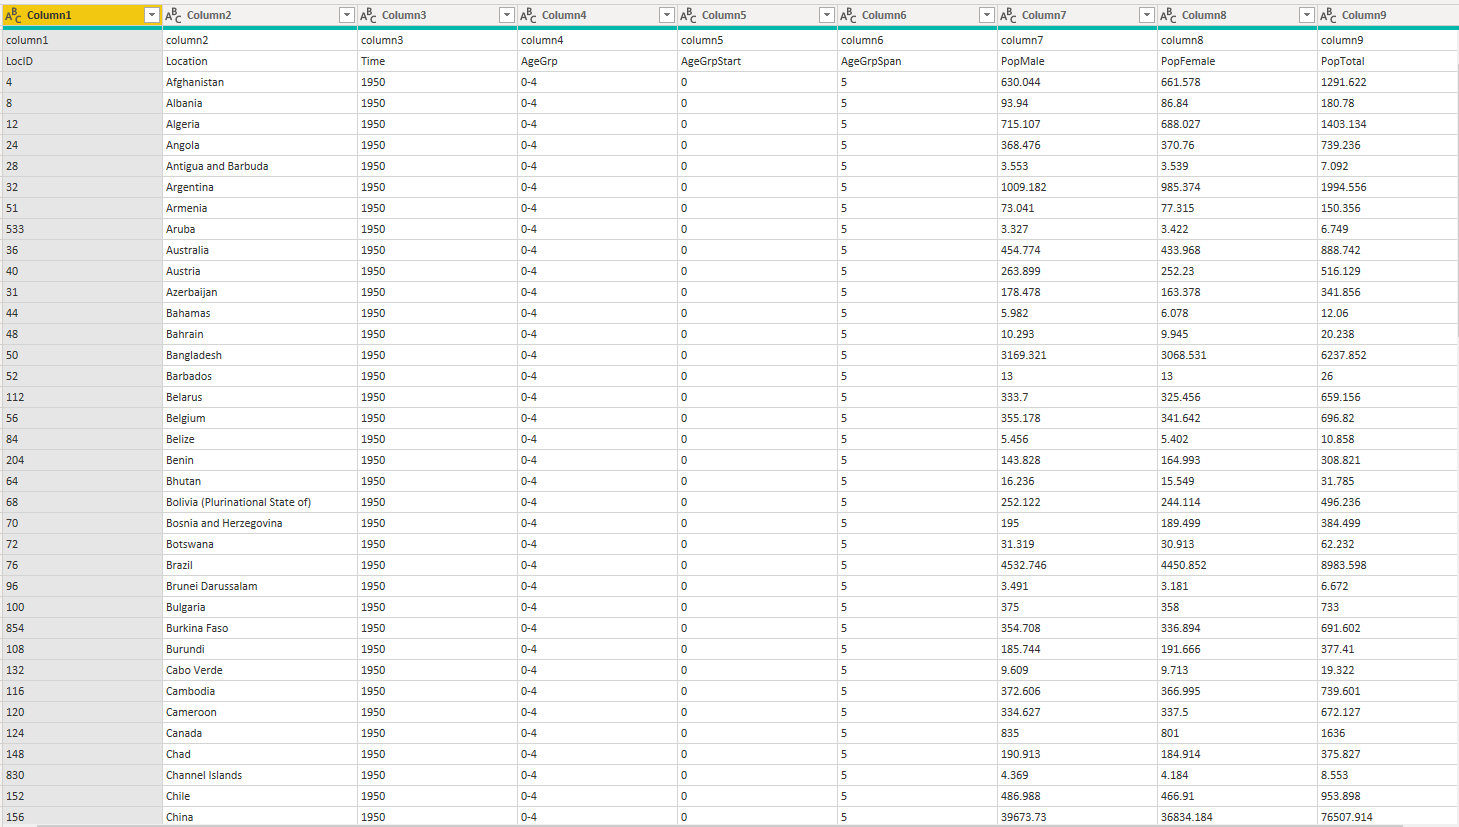 ABC Column1 ABC Column2 ABC Column3 ABC Column4 ABC Column5 ABC Column6 ABC Column7 ABC Column8 ABC Column9
column1 column2 column3 column4 column5 column6 column7 column8 column9
LocID Location Time AgeGrp AgeGrpStart AgeGrpSpan PopMale PopFemale PopTotal
4 Afghanistan 1950 0-4 0 5 630.044 661.578 1291.622
8 Albania 1950 0-4 0 5 93.94 86.84 180.78
12 Algeria 1950 0-4 0 5 715.107 688.027 1403.134
24 Angola 1950 0-4 0 5 368.476 370.76 739.236
28 Antigua and Barbuda 1950 0-4 0 5 3.553 3.539 7.092
32 Argentina 1950 0-4 0 5 1009.182 985.374 1994.556
51 Armenia 1950 0-4 0 5 73.041 77.315 150.356
533 Aruba 1950 0-4 0 5 3.327 3.422 6.749
36 Australia 1950 0-4 0 5 454.774 433.968 888.742
40 Austria 1950 0-4 0 5 263.899 252.23 516.129
31 Azerbaijan 1950 0-4 0 5 178.478 163.378 341.856
44 Bahamas 1950 0-4 0 5 5.982 6.078 12.06
48 Bahrain 1950 0-4 0 5 10.293 9.945 20.238
50 Bangladesh 1950 0-4 0 5 3169.321 3068.531 6237.852
52 Barbados 1950 0-4 0 5 13 13 26
112 Belarus 1950 0-4 0 5 333.7 325.456 659.156
56 Belgium 1950 0-4 0 5 355.178 341.642 696.82
84 Belize 1950 0-4 0 5 5.456 5.402 10.858
204 Benin 1950 0-4 0 5 143.828 164.993 308.821
64 Bhutan 1950 0-4 0 5 16.236 15.549 31.785
68 Bolivia (Plurinational State of) 1950 0-4 0 5 252.122 244.114 496.236
70 Bosnia and Herzegovina 1950 0-4 0 5 195 189.499 384.499
72 Botswana 1950 0-4 0 5 31.319 30.913 62.232
76 Brazil 1950 0-4 0 5 4532.746 4450.852 8983.598
96 Brunei Darussalam 1950 0-4 0 5 3.491 3.181 6.672
100 Bulgaria 1950 0-4 0 5 375 358 733
854 Burkina Faso 1950 0-4 0 5 354.708 336.894 691.602
108 Burundi 1950 0-4 0 5 185.744 191.666 377.41
132 Cabo Verde 1950 0-4 0 5 9.609 9.713 19.322
116 Cambodia 1950 0-4 0 5 372.606 366.995 739.601
120 Cameroon 1950 0-4 0 5 334.627 337.5 672.127
124 Canada 1950 0-4 0 5 835 801 1636
148 Chad 1950 0-4 0 5 190.913 184.914 375.827
830 Channel Islands 1950 0-4 0 5 4.369 4.184 8.553
152 Chile 1950 0-4 0 5 486.988 466.91 953.898
156 China 1950 0-4 0 5 39673.73 36834.184 76507.914